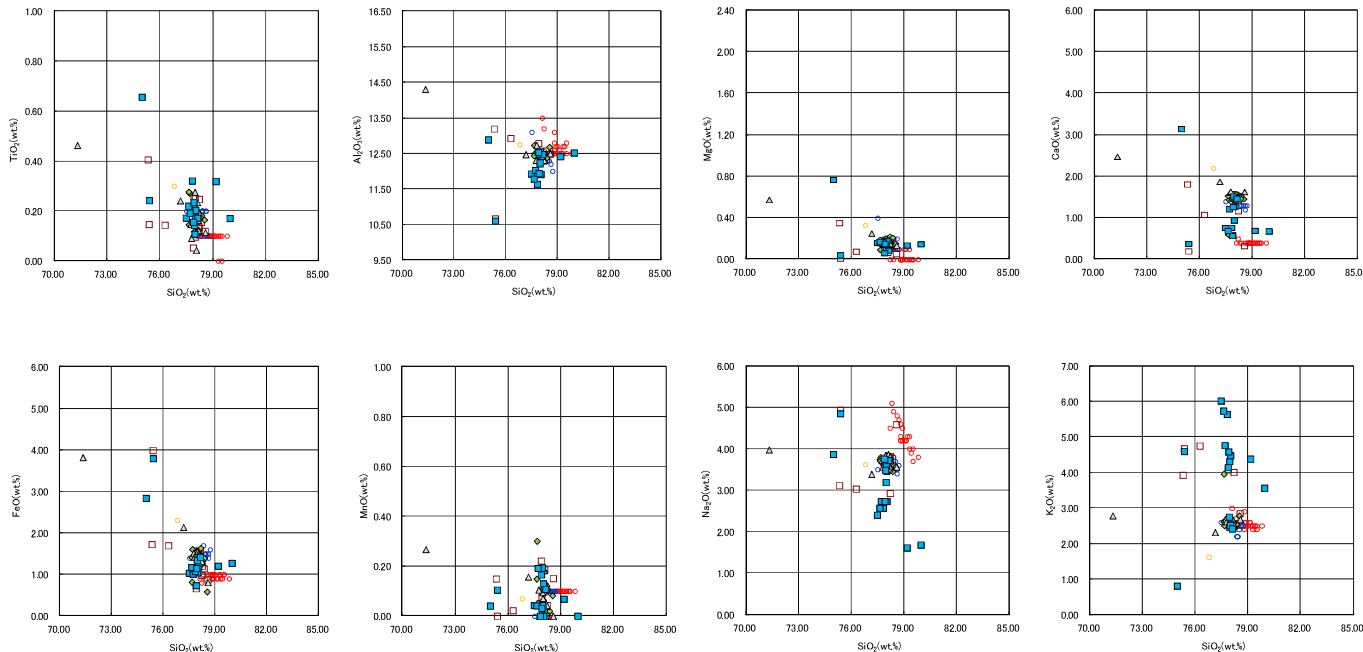 1.00 16.50 2.40 6.00
0.80 14.50 2.00 5.00
0.60 1.60 4.00
TiO2(wt.%) Al2O3(wt.%) MgO(wt.%) CaO(wt.%)
12.50 1.20 3.00
0.40 0.80 2.00
0.20 10.50 0.40 1.00
0.00 9.50 0.00 0.00
70.00 73.00 76.00 79.00 82.00 85.00 70.00 73.00 76.00 79.00 82.00 85.00 70.00 73.00 76.00 79.00 82.00 85.00 70.00 73.00 76.00 79.00 82.00 85.0
SiO2(wt.%) SiO2(wt.%) SiO2(wt.%) SiO2(wt.%)
6.00 1.00 6.00 7.00
5.00 0.80 5.00 6.00
4.00 0.60 4.00 5.00
FeO(wt.%) MnO(wt.%) Na2O(wt.%) K2O(wt.%)
4.00
3.00 0.40 3.00 3.00
2.00 2.00 2.00
1.00 0.20 1.00 1.00
0.00 0.00 0.00 0.00
70.00 73.00 76.00 79.00 82.00 85.00 70.00 73.00 76.00 79.00 82.00 85.00 70.00 73.00 76.00 79.00 82.00 85.00 70.00 73.00 76.00 79.00 82.00 85.00
SiO2(wt.%) SiO2(wt.%) SiO2(wt.%) SiO2(wt.%)